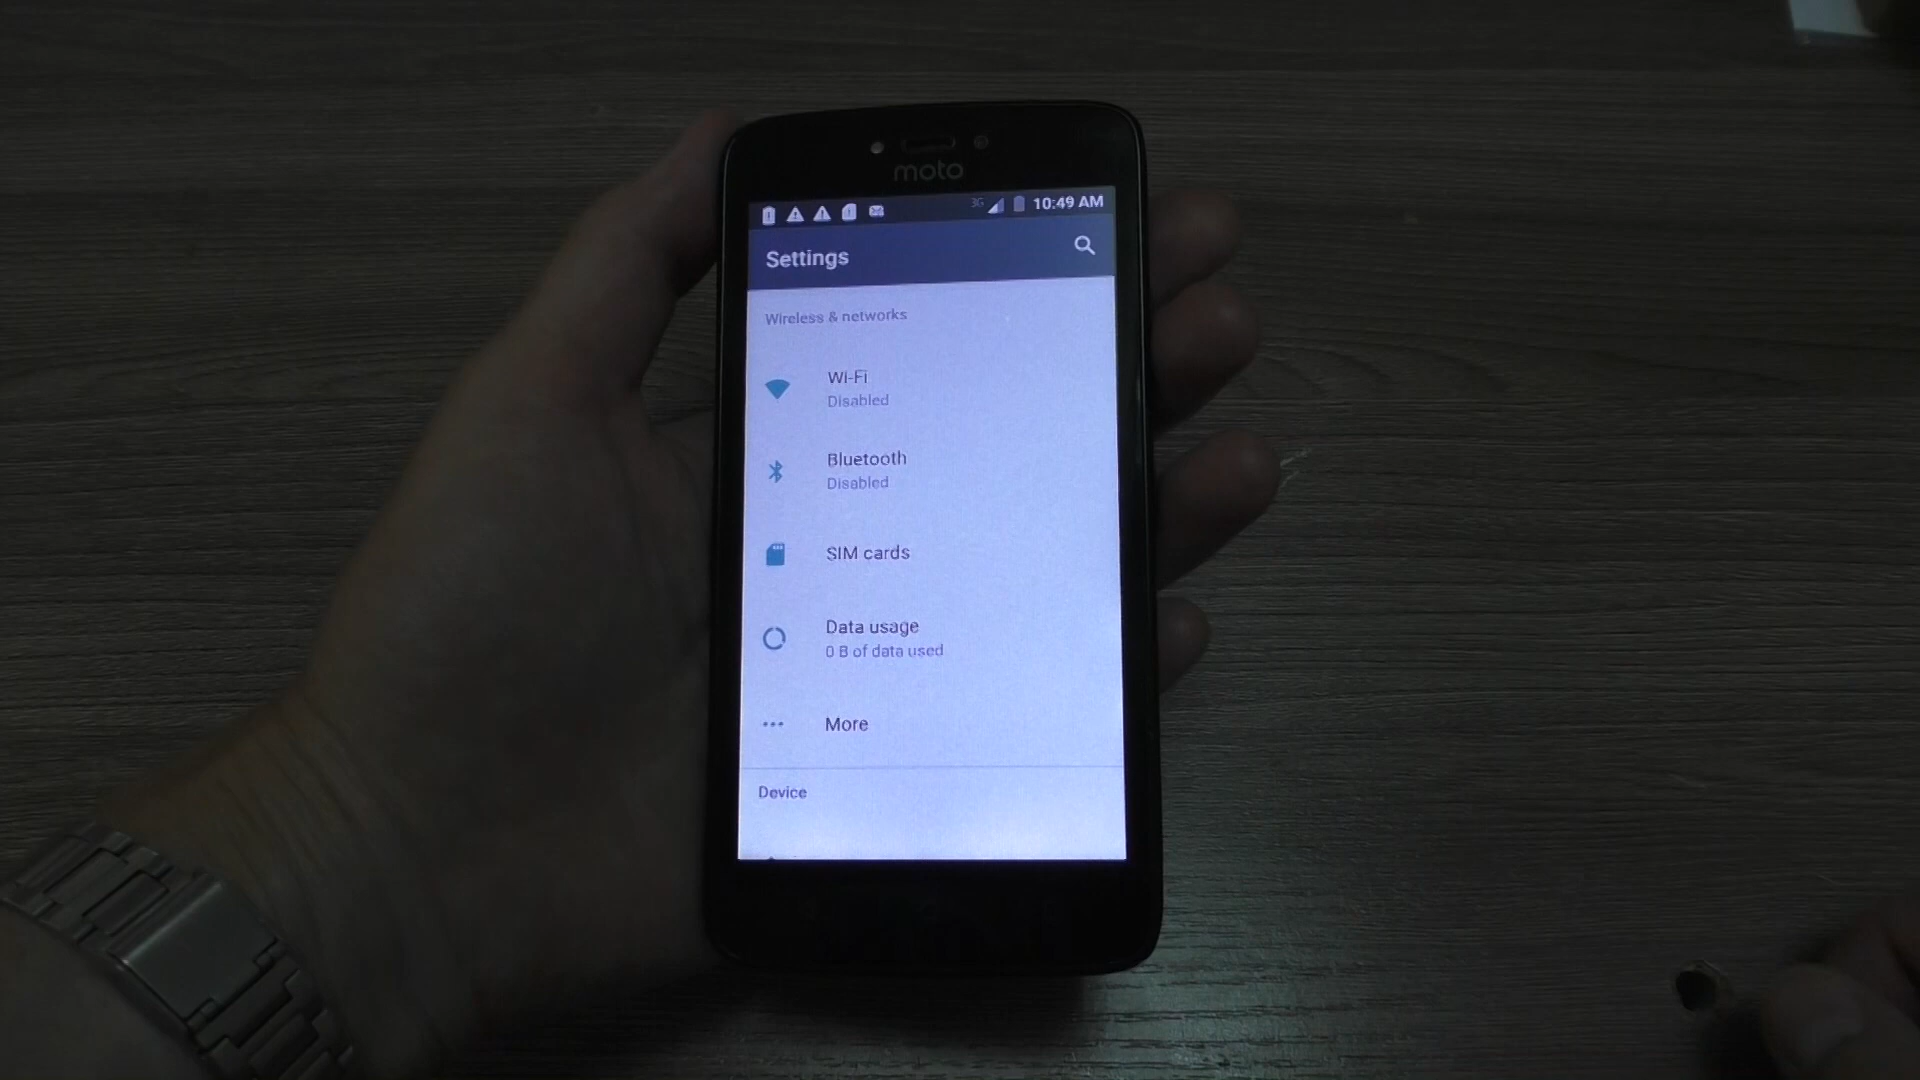 moto
3G 10:49 AM
Settings
Wireless & networks
Wi-Fi
Disabled
Bluetooth
Disabled
SIM cards
Data usage
0 B of data used
More
Device